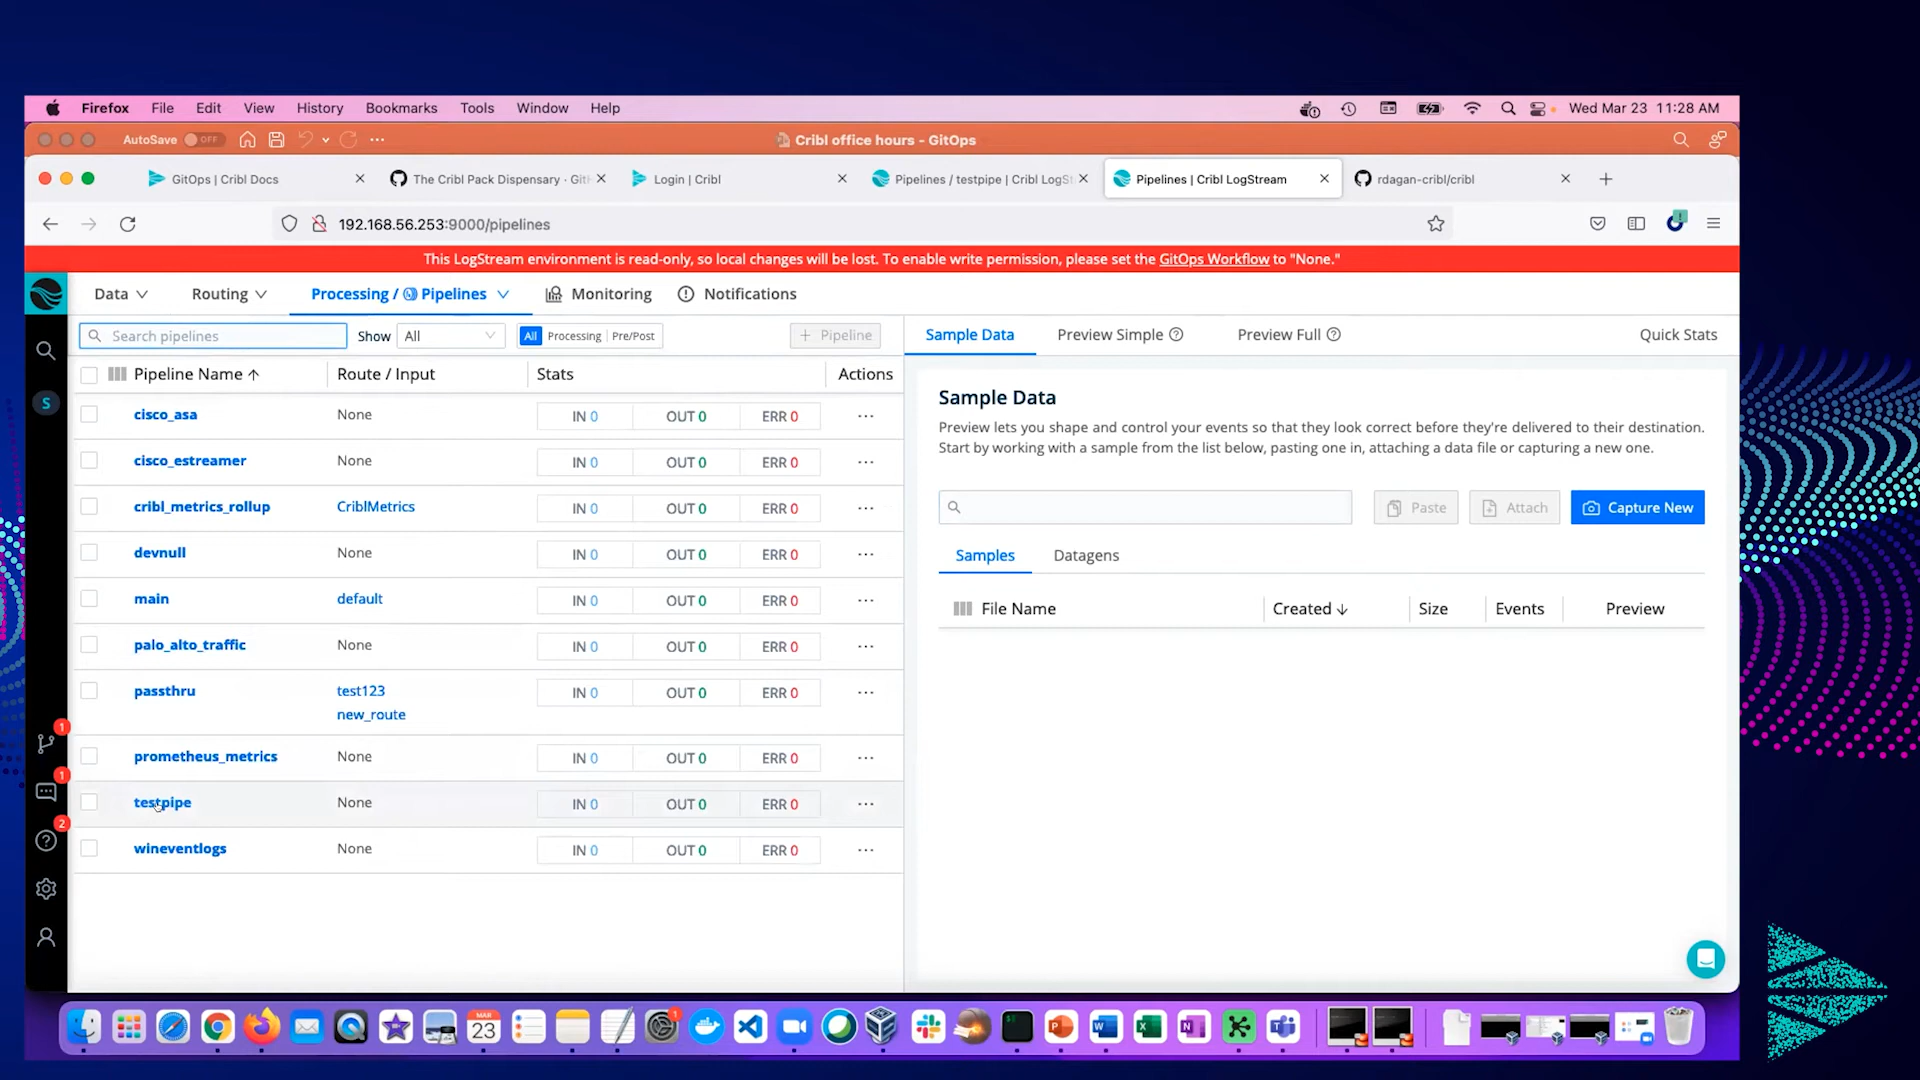 Firefox File Edit View History Bookmarks Tools Window Help Wed Mar 23 11:28 AM
AutoSave OFF Cribl office hours - GitOps
GitOps | Cribl Docs The Cribl Pack Dispensary · Git Login | Cribl Pipelines / testpipe | Cribl LogSt Pipelines | Cribl LogStream rdagan-cribl/cribl
192.168.56.253:9000/pipelines
This LogStream environment is read-only, so local changes will be lost. To enable write permission, please set the GitOps Workflow to "None."
Data Routing Processing / Pipelines Monitoring Notifications
Search pipelines Show All All Processing Pre/Post + Pipeline
Sample Data Preview Simple Preview Full Quick Stats
Pipeline Name Route / Input Stats Actions
cisco_asa None IN 0 OUT 0 ERR 0 ...
cisco_estreamer None IN 0 OUT 0 ERR 0 ...
cribl_metrics_rollup CriblMetrics IN 0 OUT 0 ERR 0 ...
devnull None IN 0 OUT 0 ERR 0 ...
main default IN 0 OUT 0 ERR 0 ...
palo_alto_traffic None IN 0 OUT 0 ERR 0 ...
passthru test123 IN 0 OUT 0 ERR 0 ...
new_route
prometheus_metrics None IN 0 OUT 0 ERR 0 ...
testpipe None IN 0 OUT 0 ERR 0 ...
wineventlogs None IN 0 OUT 0 ERR 0 ...
S
1
1
2
Sample Data
Preview lets you shape and control your events so that they look correct before they're delivered to their destination.
Start by working with a sample from the list below, pasting one in, attaching a data file or capturing a new one.
Paste Attach Capture New
Samples Datagens
File Name Created Size Events Preview
MAR
23
1